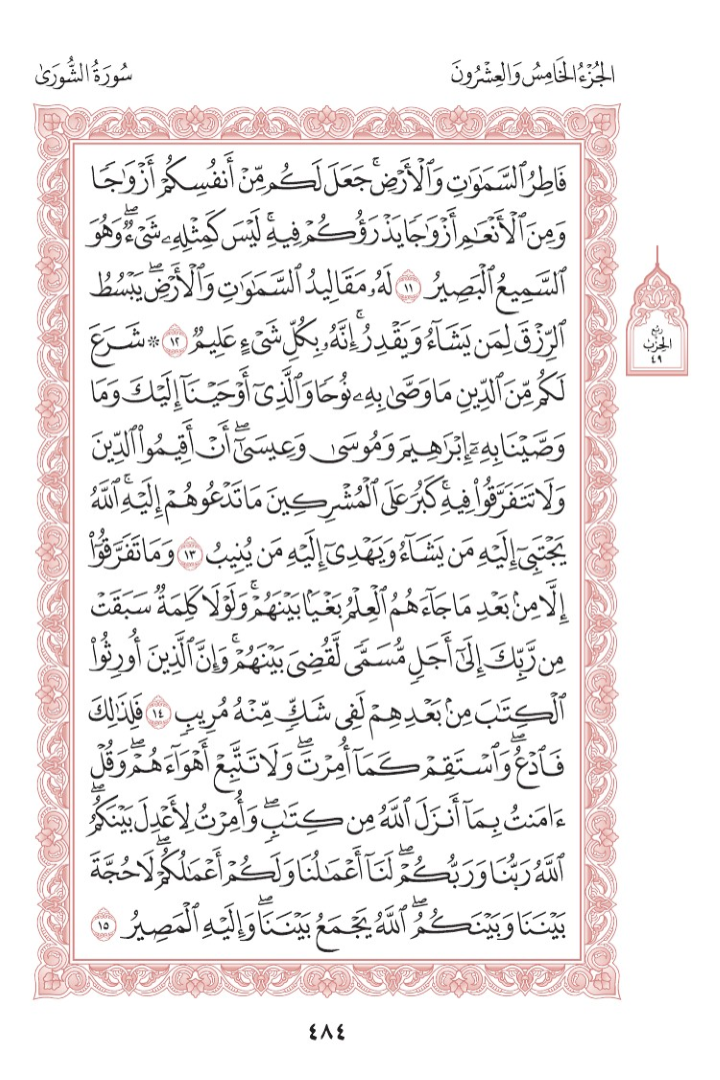 الجُزْءُ الخَامِسُ وَالعِشْرُونَ
سُورَةُ الشُّورَىٰ
فَاطِرُ ٱلسَّمَٰوَٰتِ وَٱلۡأَرۡضِۚ جَعَلَ لَكُم مِّنۡ أَنفُسِكُمۡ أَزۡوَٰجٗا
وَمِنَ ٱلۡأَنۡعَٰمِ أَزۡوَٰجٗا يَذۡرَؤُكُمۡ فِيهِۚ لَيۡسَ كَمِثۡلِهِۦ شَيۡءٞۖ وَهُوَ
ٱلسَّمِيعُ ٱلۡبَصِيرُ ١١ لَهُۥ مَقَالِيدُ ٱلسَّمَٰوَٰتِ وَٱلۡأَرۡضِۖ يَبۡسُطُ
ٱلرِّزۡقَ لِمَن يَشَآءُ وَيَقۡدِرُۚ إِنَّهُۥ بِكُلِّ شَيۡءٍ عَلِيمٞ ١٢ ۞ شَرَعَ
لَكُم مِّنَ ٱلدِّينِ مَا وَصَّىٰ بِهِۦ نُوحٗا وَٱلَّذِيٓ أَوۡحَيۡنَآ إِلَيۡكَ وَمَا
وَصَّيۡنَا بِهِۦٓ إِبۡرَٰهِيمَ وَمُوسَىٰ وَعِيسَىٰٓۖ أَنۡ أَقِيمُواْ ٱلدِّينَ
وَلَا تَتَفَرَّقُواْ فِيهِۚ كَبُرَ عَلَى ٱلۡمُشۡرِكِينَ مَا تَدۡعُوهُمۡ إِلَيۡهِۚ ٱللَّهُ
يَجۡتَبِيٓ إِلَيۡهِ مَن يَشَآءُ وَيَهۡدِيٓ إِلَيۡهِ مَن يُنِيبُ ١٣ وَمَا تَفَرَّقُوٓاْ
إِلَّا مِنۢ بَعۡدِ مَا جَآءَهُمُ ٱلۡعِلۡمُ بَغۡيَۢا بَيۡنَهُمۡۚ وَلَوۡلَا كَلِمَةٞ سَبَقَتۡ
مِن رَّبِّكَ إِلَىٰٓ أَجَلٖ مُّسَمّٗى لَّقُضِيَ بَيۡنَهُمۡۚ وَإِنَّ ٱلَّذِينَ أُورِثُواْ
ٱلۡكِتَٰبَ مِنۢ بَعۡدِهِمۡ لَفِي شَكّٖ مِّنۡهُ مُرِيبٖ ١٤ فَلِذَٰلِكَ
فَٱدۡعُۖ وَٱسۡتَقِمۡ كَمَآ أُمِرۡتَۖ وَلَا تَتَّبِعۡ أَهۡوَآءَهُمۡۖ وَقُلۡ
ءَامَنتُ بِمَآ أَنزَلَ ٱللَّهُ مِن كِتَٰبٖۖ وَأُمِرۡتُ لِأَعۡدِلَ بَيۡنَكُمُۖ
ٱللَّهُ رَبُّنَا وَرَبُّكُمۡۖ لَنَآ أَعۡمَٰلُنَا وَلَكُمۡ أَعۡمَٰلُكُمۡۖ لَا حُجَّةَ
بَيۡنَنَا وَبَيۡنَكُمُۖ ٱللَّهُ يَجۡمَعُ بَيۡنَنَاۖ وَإِلَيۡهِ ٱلۡمَصِيرُ ١٥
ربع
الحزب
٤٩
٤٨٤